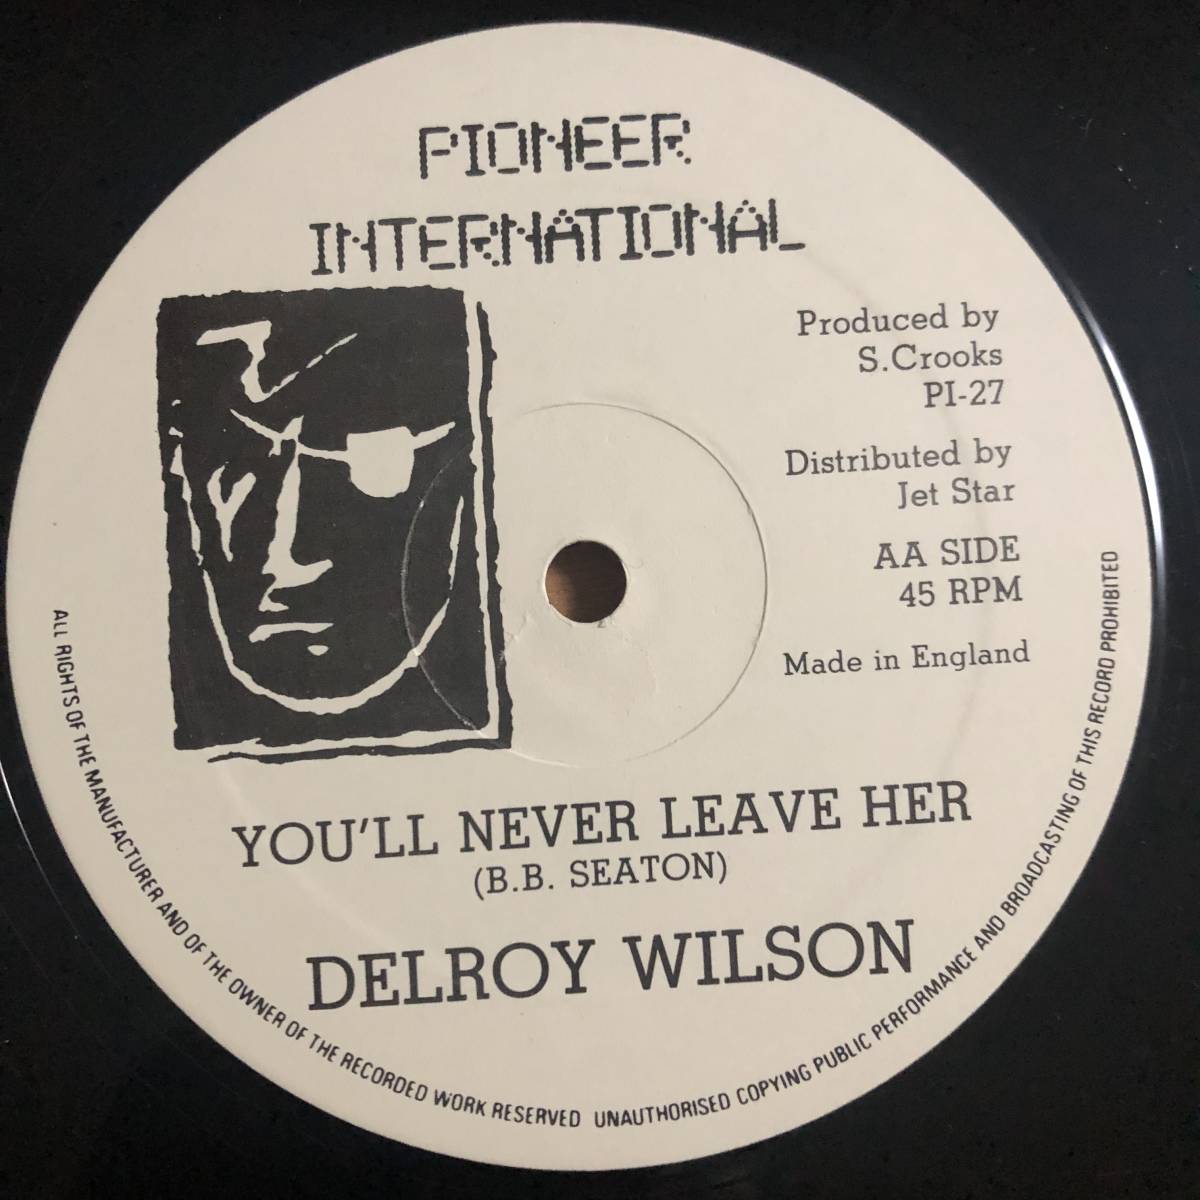 PIONEER
INTERNATIONAL
Produced by
S.Crooks
PI-27
Distributed by
Jet Star
AA SIDE
45 RPM
Made in England
YOU'LL NEVER LEAVE HER
(B.B. SEATON)
DELROY WILSON
ALL RIGHTS OF THE MANUFACTURER AND OF THE OWNER OF THE RECORDED WORK RESERVED UNAUTHORISED COPYING PUBLIC PERFORMANCE AND BROADCASTING OF THIS RECORD PROHIBITED